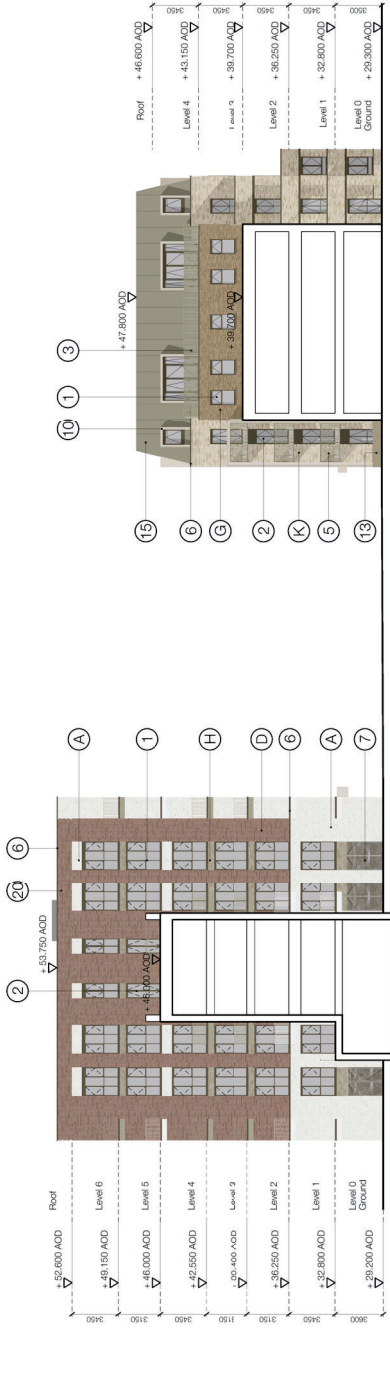 3450
3150
3450
3150
3150
3450
3600
+ 52.600 AOD Roof
+ 49.150 AOD Level 6
+ 46.000 AOD Level 5
+ 42.550 AOD Level 4
+ 36.250 AOD Level 2
+ 32.800 AOD Level 1
+ 29.200 AOD Level 0
Ground
2
20
6
+ 53.750 AOD
+ 46.000 AOD
A
1
H
D
6
A
7
15
6
G
2
K
5
13
10
1
3
+ 47.800 AOD
+ 39.700 AOD
Roof + 46.600 AOD
Level 4 + 43.150 AOD
+ 39.700 AOD
Level 2 + 36.250 AOD
Level 1 + 32.800 AOD
Level 0
Ground + 29.300 AOD
3450
3450
3450
3450
3500